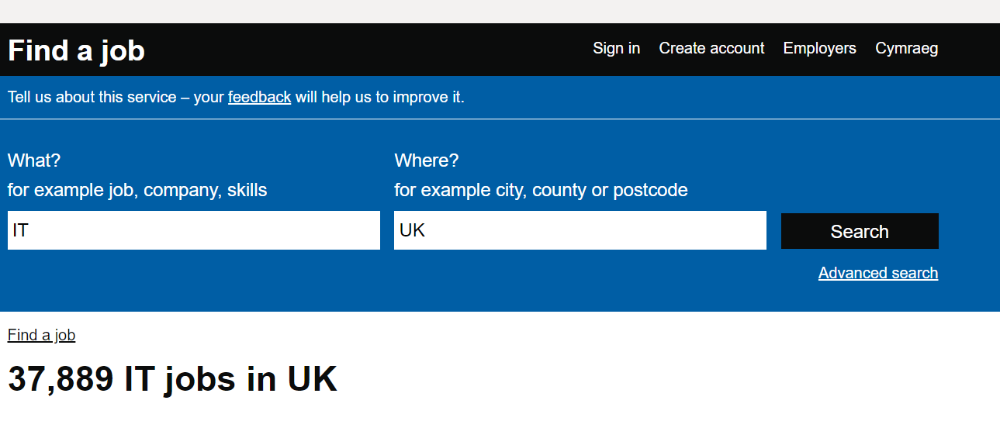 Find a job
Sign in
Create account
Employers
Cymraeg
Tell us about this service – your feedback will help us to improve it.
What?
for example job, company, skills
IT
Where?
for example city, county or postcode
UK
Search
Advanced search
Find a job
37,889 IT jobs in UK